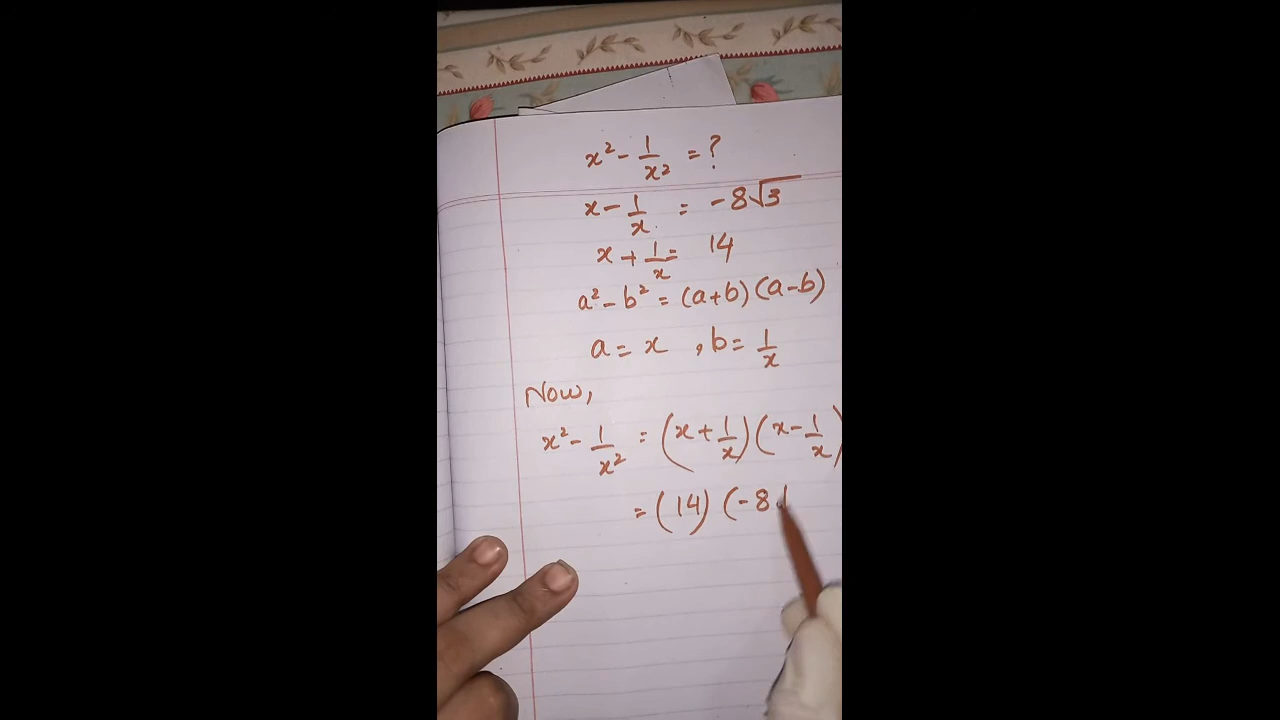 x² - 1/x² = ?
x - 1/x = -8√3
x + 1/x = 14
a² - b² = (a+b)(a-b)
a = x , b = 1/x
Now,
x² - 1/x² = (x + 1/x)(x - 1/x)
= (14) (-8